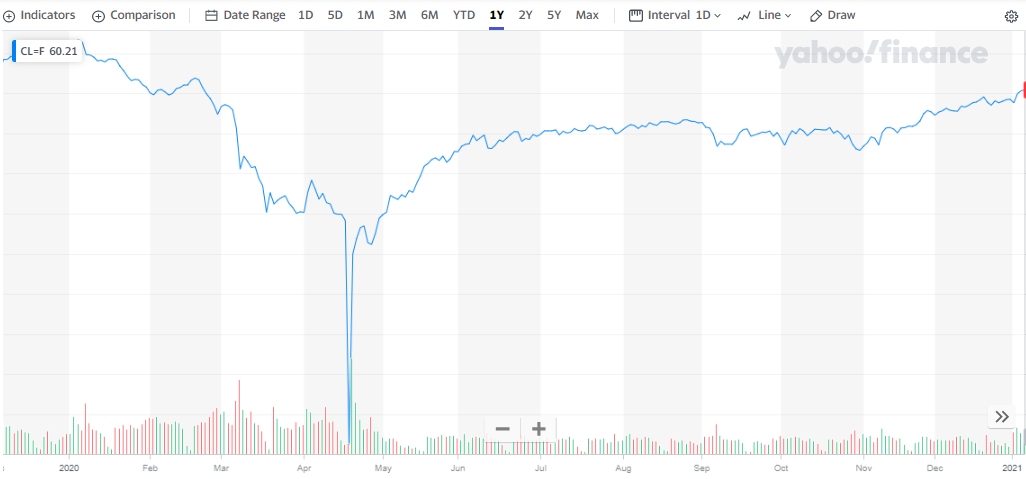 Indicators Comparison Date Range 1D 5D 1M 3M 6M YTD 1Y 2Y 5Y Max Interval 1D Line Draw
CL=F 60.21
yahoo!finance
2020 Feb Mar Apr May Jun Jul Aug Sep Oct Nov Dec 2021